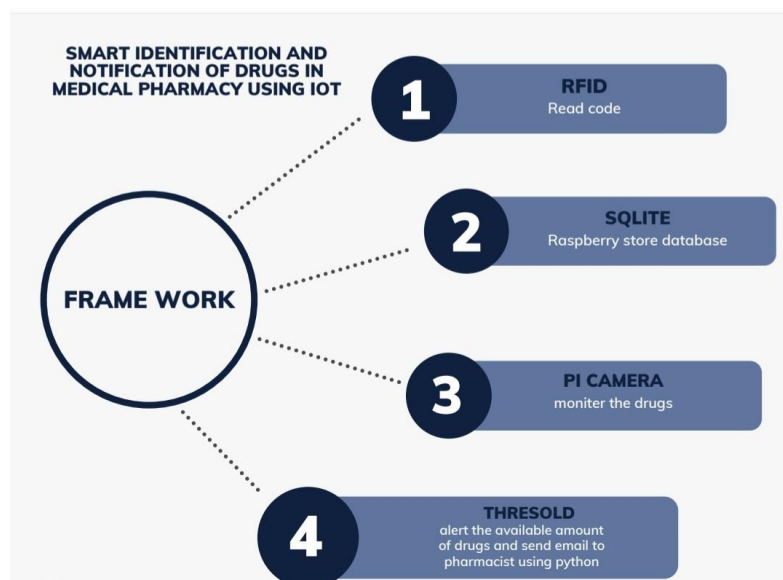 SMART IDENTIFICATION AND
NOTIFICATION OF DRUGS IN
MEDICAL PHARMACY USING IOT
1
RFID
Read code
2
SQLITE
Raspberry store database
FRAME WORK
3
PI CAMERA
moniter the drugs
4
THRESOLD
alert the available amount
of drugs and send email to
pharmacist using python